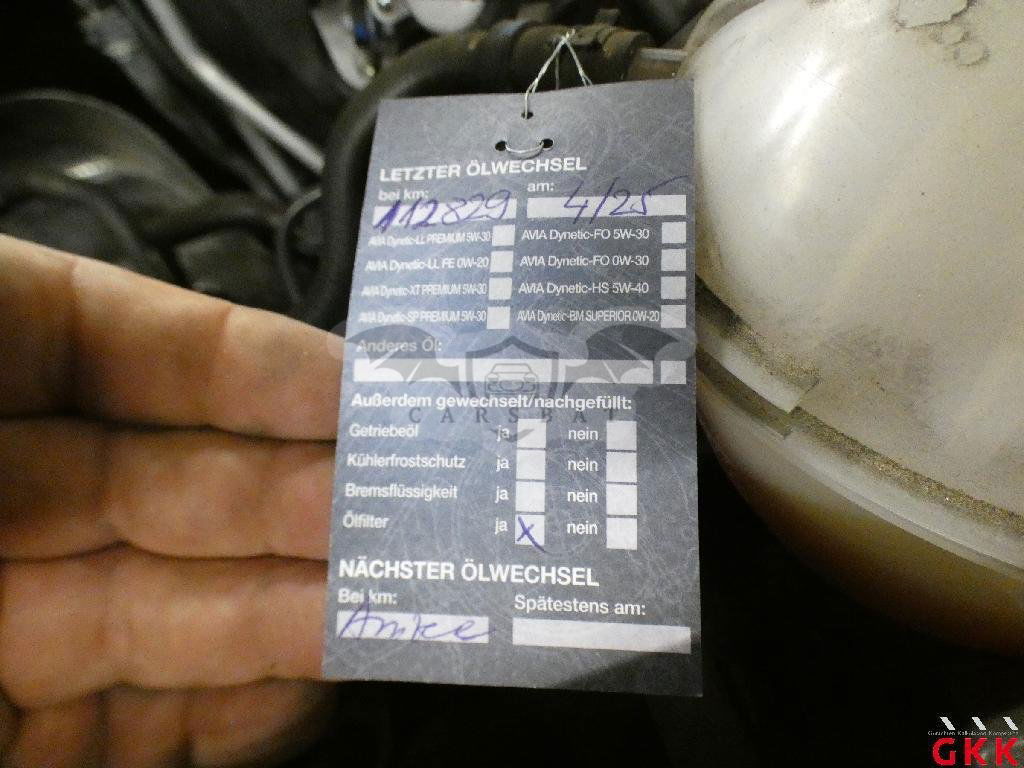 LETZTER ÖLWECHSEL
bei km: am:
112829 4/25
AVIA Dynetic-LL PREMIUM 5W-30 AVIA Dynetic-FO 5W-30
AVIA Dynetic-LL FE 0W-20 AVIA Dynetic-FO 0W-30
AVIA Dynetic-XT PREMIUM 5W-30 AVIA Dynetic-HS 5W-40
AVIA Dynetic-SP PREMIUM 5W-30 AVIA Dynetic-BM SUPERIOR 0W-20
Anderes Öl:
CARSBAT
Außerdem gewechselt/nachgefüllt:
Getriebeöl ja nein
Kühlerfrostschutz ja nein
Bremsflüssigkeit ja nein
Ölfilter ja X nein
NÄCHSTER ÖLWECHSEL
Bei km: Spätestens am:
GKK